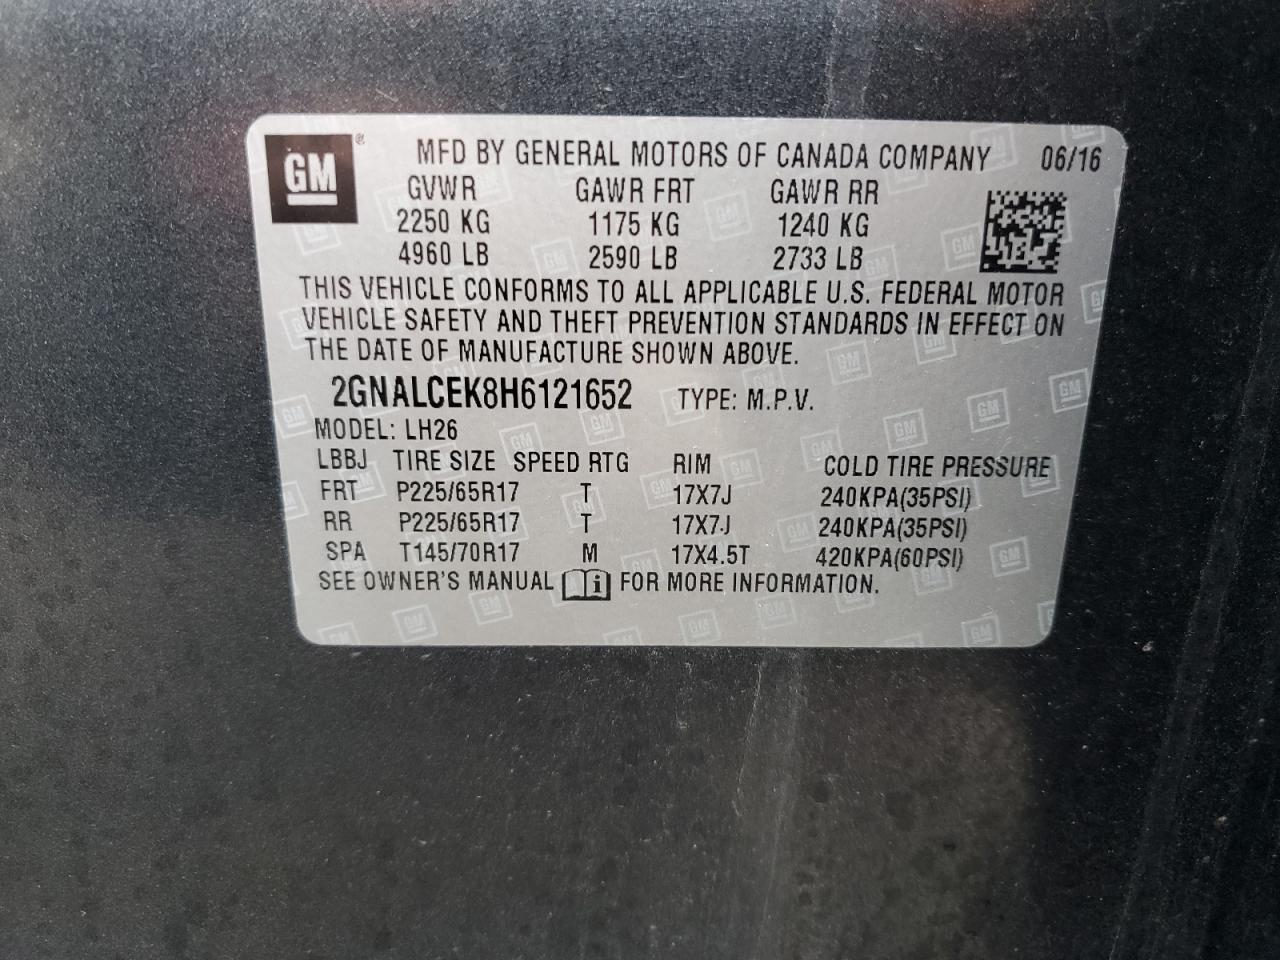 GM ® MFD BY GENERAL MOTORS OF CANADA COMPANY 06/16
GVWR GAWR FRT GAWR RR
2250 KG 1175 KG 1240 KG
4960 LB 2590 LB 2733 LB
THIS VEHICLE CONFORMS TO ALL APPLICABLE U.S. FEDERAL MOTOR
VEHICLE SAFETY AND THEFT PREVENTION STANDARDS IN EFFECT ON
THE DATE OF MANUFACTURE SHOWN ABOVE.
2GNALCEK8H6121652 TYPE: M.P.V.
MODEL: LH26
LBBJ TIRE SIZE SPEED RTG RIM COLD TIRE PRESSURE
FRT P225/65R17 T 17X7J 240KPA(35PSI)
RR P225/65R17 T 17X7J 240KPA(35PSI)
SPA T145/70R17 M 17X4.5T 420KPA(60PSI)
SEE OWNER'S MANUAL i FOR MORE INFORMATION.